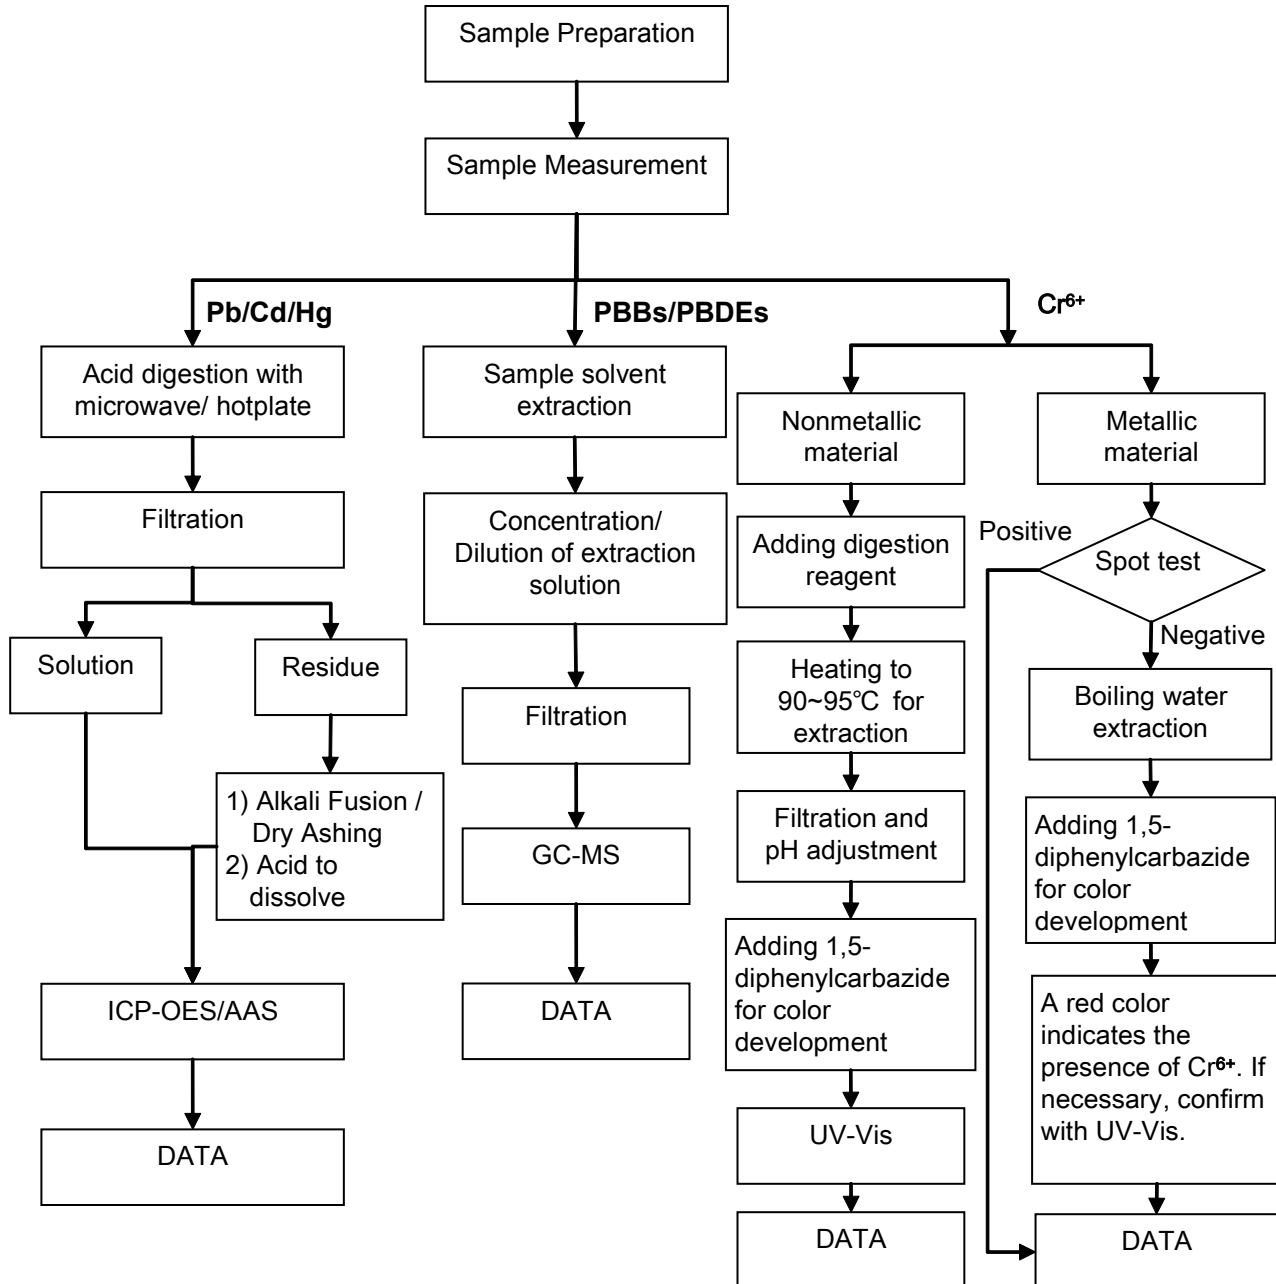 Sample Preparation
Sample Measurement
Pb/Cd/Hg
PBBs/PBDEs
Cr⁶⁺
Acid digestion with
microwave/ hotplate
Filtration
Solution
Residue
1) Alkali Fusion /
Dry Ashing
2) Acid to
dissolve
ICP-OES/AAS
DATA
Sample solvent
extraction
Concentration/
Dilution of extraction
solution
Filtration
GC-MS
DATA
Nonmetallic
material
Adding digestion
reagent
Heating to
90~95℃ for
extraction
Filtration and
pH adjustment
Adding 1,5-
diphenylcarbazide
for color
development
UV-Vis
DATA
Metallic
material
Positive
Spot test
Negative
Boiling water
extraction
Adding 1,5-
diphenylcarbazide
for color
development
A red color
indicates the
presence of Cr⁶⁺. If
necessary, confirm
with UV-Vis.
DATA